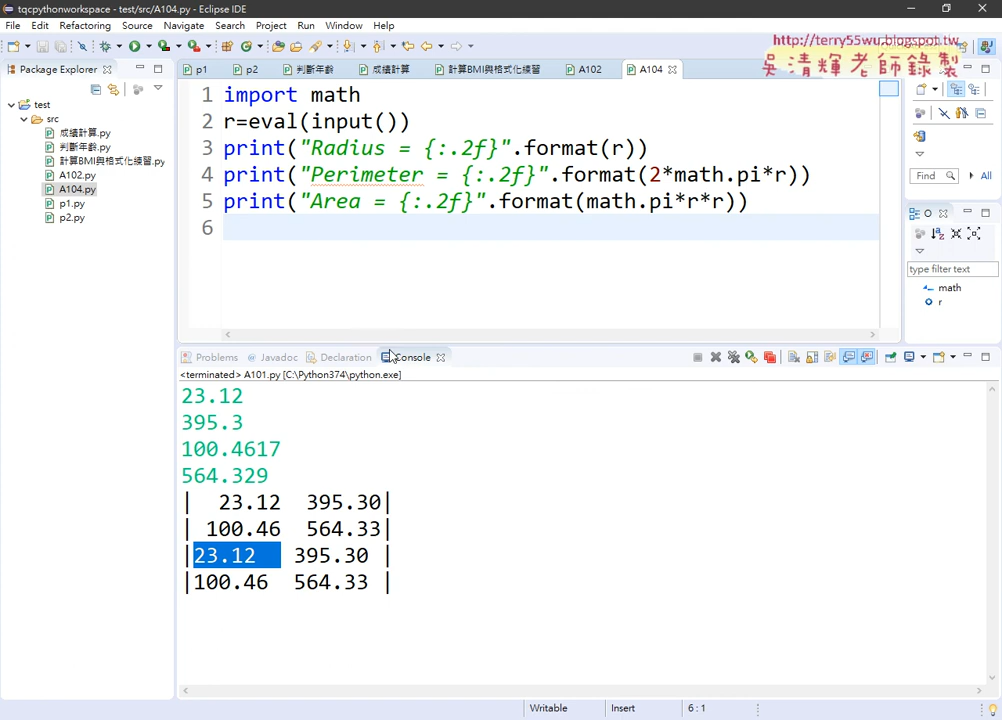 tqcpythonworkspace - test/src/A104.py - Eclipse IDE
File Edit Refactoring Source Navigate Search Project Run Window Help
http://terry55wu.blogspot.tw
吳清輝老師錄製
Package Explorer
p1 p2 判斷年齡 成績計算 計算BMI與格式化練習 A102 A104
test
src
成績計算.py
判斷年齡.py
計算BMI與格式化練習.py
A102.py
A104.py
p1.py
p2.py
1 import math
2 r=eval(input())
3 print("Radius = {:.2f}".format(r))
4 print("Perimeter = {:.2f}".format(2*math.pi*r))
5 print("Area = {:.2f}".format(math.pi*r*r))
6
Find All
O
type filter text
math
r
Problems Javadoc Declaration Console
<terminated> A101.py [C:\Python374\python.exe]
23.12
395.3
100.4617
564.329
|  23.12  395.30|
| 100.46  564.33|
|23.12   395.30 |
|100.46  564.33 |
Writable Insert 6 : 1